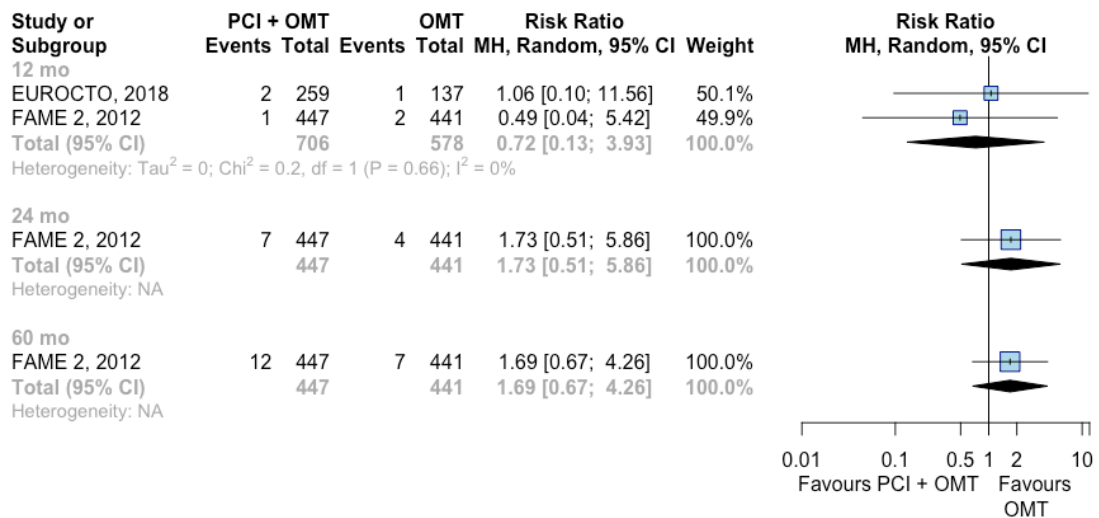 Study or PCI + OMT OMT Risk Ratio Risk Ratio
Subgroup Events Total Events Total MH, Random, 95% CI Weight MH, Random, 95% CI
12 mo
EUROCTO, 2018 2 259 1 137 1.06 [0.10; 11.56] 50.1%
FAME 2, 2012 1 447 2 441 0.49 [0.04; 5.42] 49.9%
Total (95% CI) 706 578 0.72 [0.13; 3.93] 100.0%
Heterogeneity: Tau² = 0; Chi² = 0.2, df = 1 (P = 0.66); I² = 0%
24 mo
FAME 2, 2012 7 447 4 441 1.73 [0.51; 5.86] 100.0%
Total (95% CI) 447 441 1.73 [0.51; 5.86] 100.0%
Heterogeneity: NA
60 mo
FAME 2, 2012 12 447 7 441 1.69 [0.67; 4.26] 100.0%
Total (95% CI) 447 441 1.69 [0.67; 4.26] 100.0%
Heterogeneity: NA
0.01 0.1 0.5 1 2 10
Favours PCI + OMT Favours
OMT